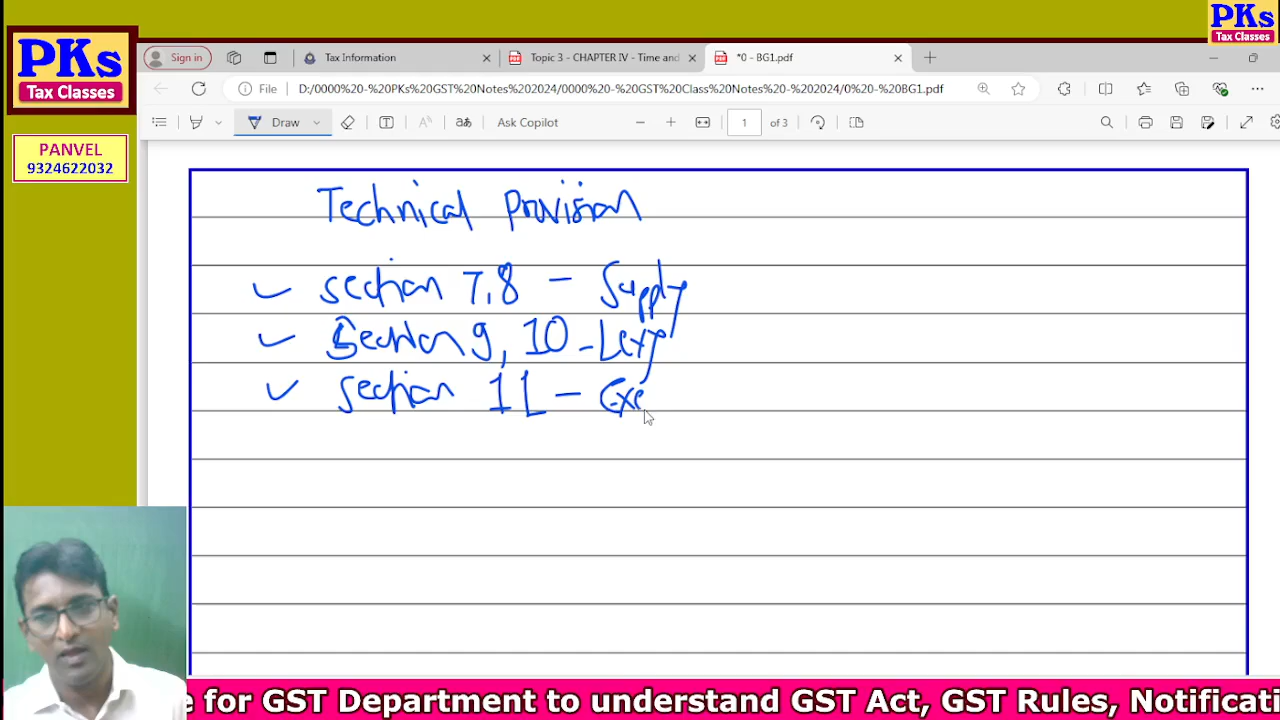 PKs
Tax Classes
PKs
Tax Classes
PANVEL
9324622032
Sign in
Tax Information
Topic 3 - CHAPTER IV - Time and
*0 - BG1.pdf
File
D:/0000%20-%20PKs%20GST%20Notes%202024/0000%20-%20GST%20Class%20Notes%20-%202024/0%20-%20BG1.pdf
Draw
Ask Copilot
1 of 3
Technical Provision
section 7,8 - Supply
Section 9, 10 - Levy
section 11 - Exe
e for GST Department to understand GST Act, GST Rules, Notificati